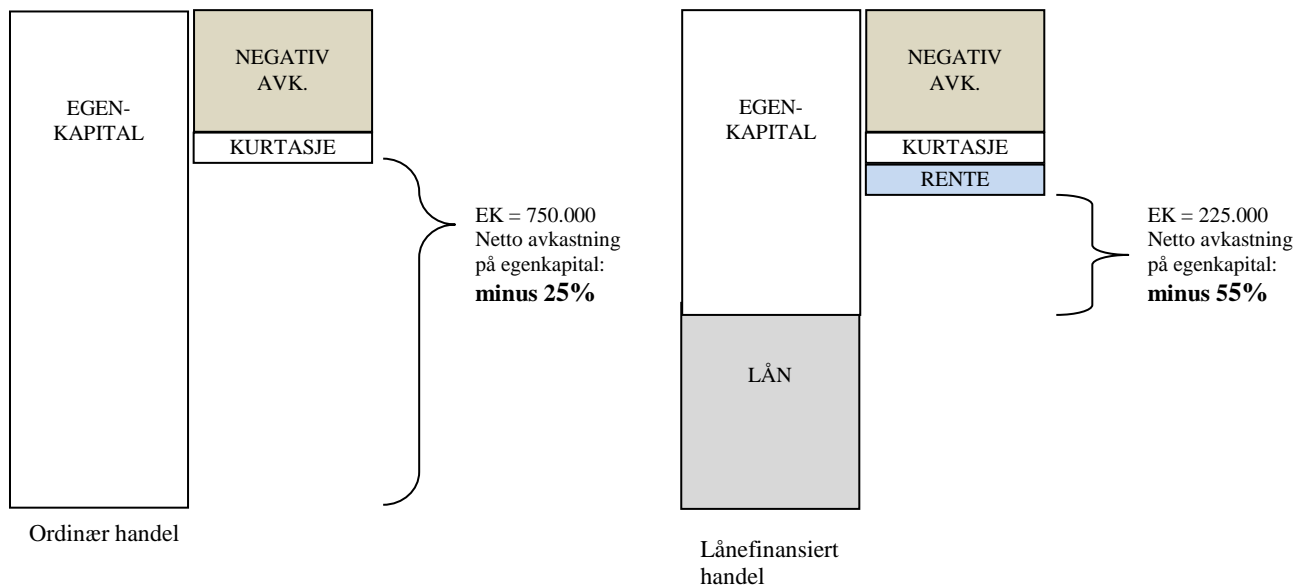 EGEN-
KAPITAL
NEGATIV
AVK.
KURTASJE
EK = 750.000
Netto avkastning
på egenkapital:
minus 25%
Ordinær handel
EGEN-
KAPITAL
LÅN
NEGATIV
AVK.
KURTASJE
RENTE
EK = 225.000
Netto avkastning
på egenkapital:
minus 55%
Lånefinansiert
handel